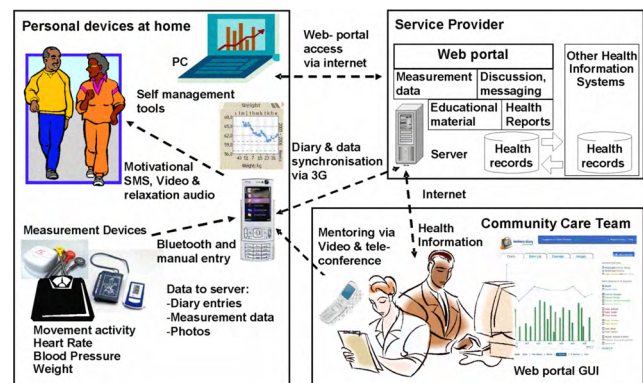 Personal devices at home
PC
Self management
tools
Weight
Motivational
SMS, Video &
relaxation audio
Measurement Devices
Bluetooth and
manual entry
Data to server:
-Diary entries
-Measurement data
-Photos
Movement activity
Heart Rate
Blood Pressure
Weight
Web- portal
access
via internet
Diary & data
synchronisation
via 3G
Service Provider
Web portal
Measurement
data
Discussion,
messaging
Educational
material
Health
Reports
Server
Health
records
Other Health
Information
Systems
Health
records
Internet
Mentoring via
Video & tele-
conference
Health
Information
Community Care Team
Web portal GUI